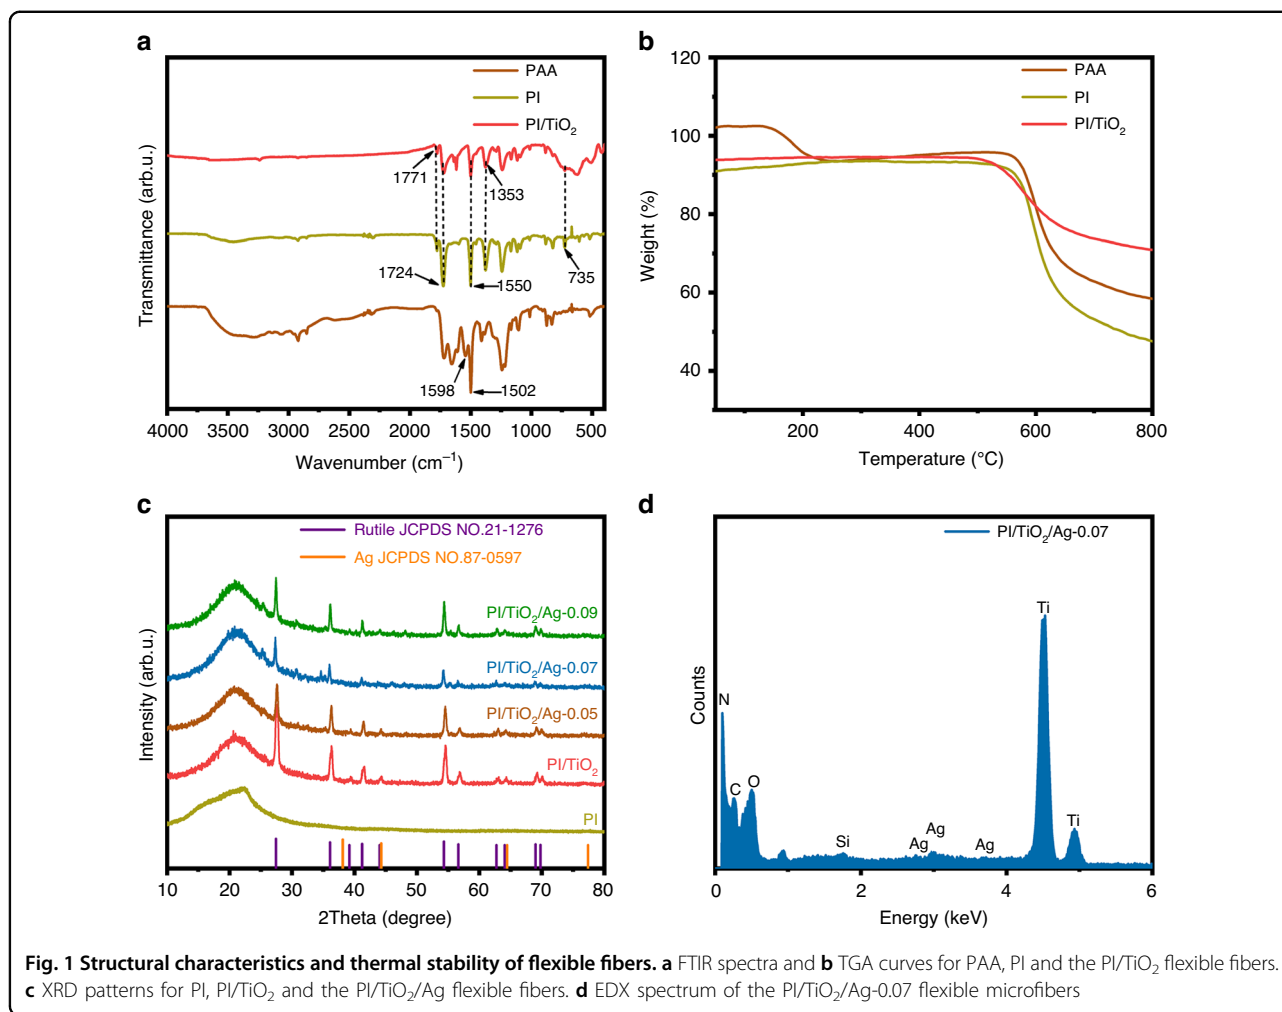 a
PAA
PI
PI/TiO₂
1771
1353
1724
1550
735
1598
1502
Transmittance (arb.u.)
4000 3500 3000 2500 2000 1500 1000 500
Wavenumber (cm⁻¹)
b
PAA
PI
PI/TiO₂
120
100
80
60
40
Weight (%)
200 400 600 800
Temperature (°C)
c
Rutile JCPDS NO.21-1276
Ag JCPDS NO.87-0597
PI/TiO₂/Ag-0.09
PI/TiO₂/Ag-0.07
PI/TiO₂/Ag-0.05
PI/TiO₂
PI
Intensity (arb.u.)
10 20 30 40 50 60 70 80
2Theta (degree)
d
PI/TiO₂/Ag-0.07
Ti
N
C
O
Si
Ag
Ag
Ag
Ti
Counts
0 2 4 6
Energy (keV)
Fig. 1 Structural characteristics and thermal stability of flexible fibers. a FTIR spectra and b TGA curves for PAA, PI and the PI/TiO₂ flexible fibers.
c XRD patterns for PI, PI/TiO₂ and the PI/TiO₂/Ag flexible fibers. d EDX spectrum of the PI/TiO₂/Ag-0.07 flexible microfibers